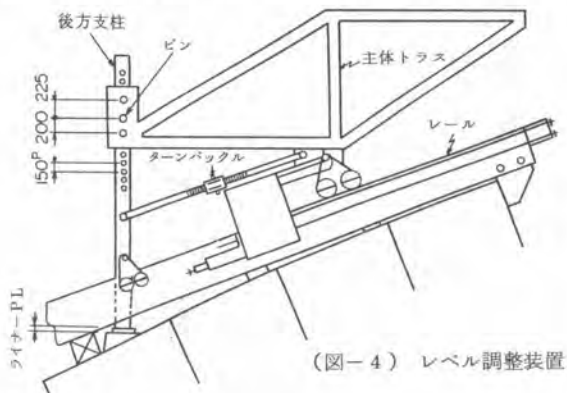 後方支柱
ピン
主体トラス
レール
ターンバックル
225
200
150P
ライナーPL
(図-4) レベル調整装置